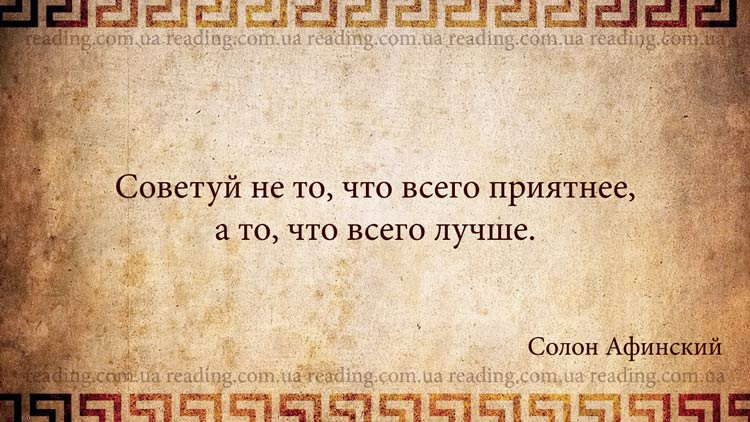 reading.com.ua reading.com.ua reading.com.ua reading.com.ua reading.com.ua
Советуй не то, что всего приятнее,
а то, что всего лучше.
Солон Афинский
reading.com.ua reading.com.ua reading.com.ua reading.com.ua reading.com.ua